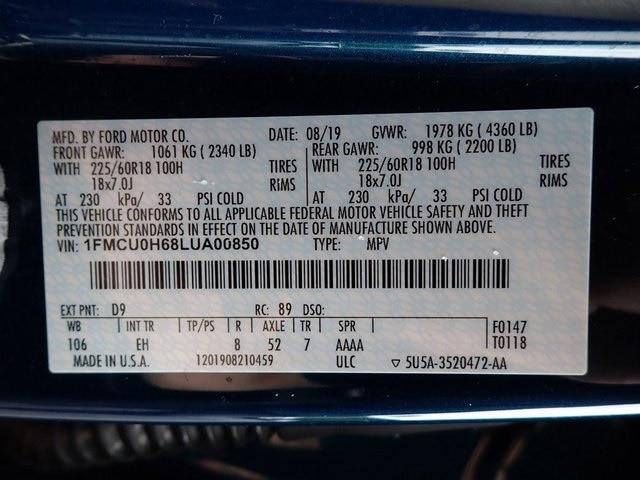 MFD. BY FORD MOTOR CO. DATE: 08/19 GVWR: 1978 KG ( 4360 LB)
FRONT GAWR: 1061 KG ( 2340 LB) REAR GAWR: 998 KG ( 2200 LB)
WITH 225/60R18 100H TIRES WITH 225/60R18 100H TIRES
18x7.0J RIMS 18x7.0J RIMS
AT 230 kPa/ 33 PSI COLD AT 230 kPa/ 33 PSI COLD
THIS VEHICLE CONFORMS TO ALL APPLICABLE FEDERAL MOTOR VEHICLE SAFETY AND THEFT
PREVENTION STANDARDS IN EFFECT ON THE DATE OF MANUFACTURE SHOWN ABOVE.
VIN: 1FMCU0H68LUA00850 TYPE: MPV
EXT PNT: D9 RC: 89 DSO:
WB INT TR TP/PS R AXLE TR SPR F0147
106 EH 8 52 7 AAAA T0118
MADE IN U.S.A. 1201908210459 ULC ▽ 5U5A-3520472-AA